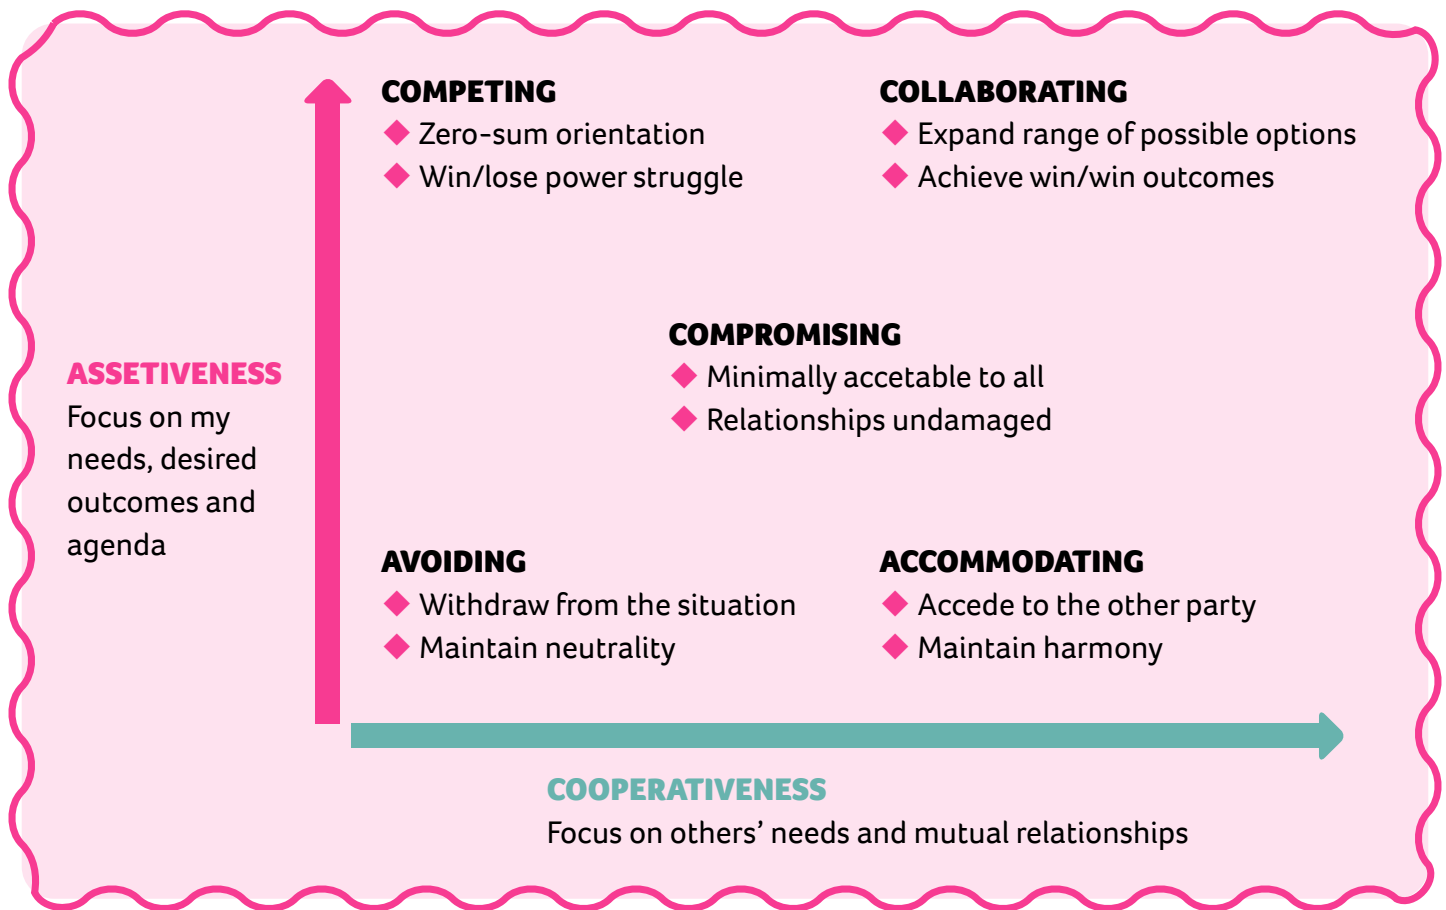 COMPETING
Zero-sum orientation
Win/lose power struggle
COLLABORATING
Expand range of possible options
Achieve win/win outcomes
COMPROMISING
Minimally accetable to all
Relationships undamaged
ASSETIVENESS
Focus on my
needs, desired
outcomes and
agenda
AVOIDING
Withdraw from the situation
Maintain neutrality
ACCOMMODATING
Accede to the other party
Maintain harmony
COOPERATIVENESS
Focus on others’ needs and mutual relationships